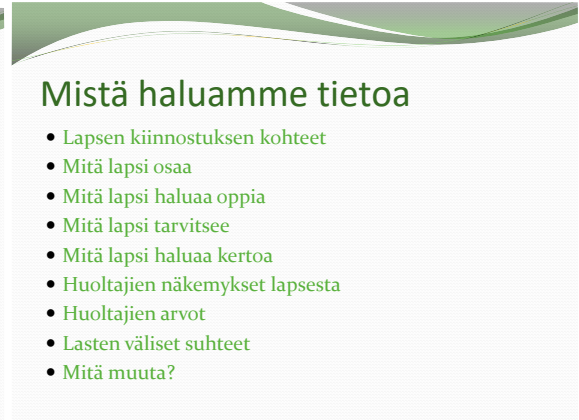 Mistä haluamme tietoa
• Lapsen kiinnostuksen kohteet
• Mitä lapsi osaa
• Mitä lapsi haluaa oppia
• Mitä lapsi tarvitsee
• Mitä lapsi haluaa kertoa
• Huoltajien näkemykset lapsesta
• Huoltajien arvot
• Lasten väliset suhteet
• Mitä muuta?